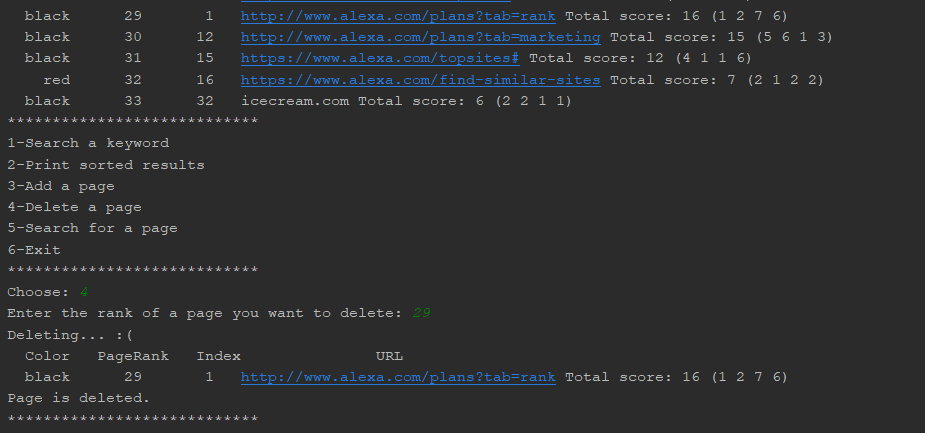 black 29 1 http://www.alexa.com/plans?tab=rank Total score: 16 (1 2 7 6)
black 30 12 http://www.alexa.com/plans?tab=marketing Total score: 15 (5 6 1 3)
black 31 15 https://www.alexa.com/topsites# Total score: 12 (4 1 1 6)
red 32 16 https://www.alexa.com/find-similar-sites Total score: 7 (2 1 2 2)
black 33 32 icecream.com Total score: 6 (2 2 1 1)
****************************
1-Search a keyword
2-Print sorted results
3-Add a page
4-Delete a page
5-Search for a page
6-Exit
****************************
Choose: 4
Enter the rank of a page you want to delete: 29
Deleting... :(
Color PageRank Index URL
black 29 1 http://www.alexa.com/plans?tab=rank Total score: 16 (1 2 7 6)
Page is deleted.
****************************